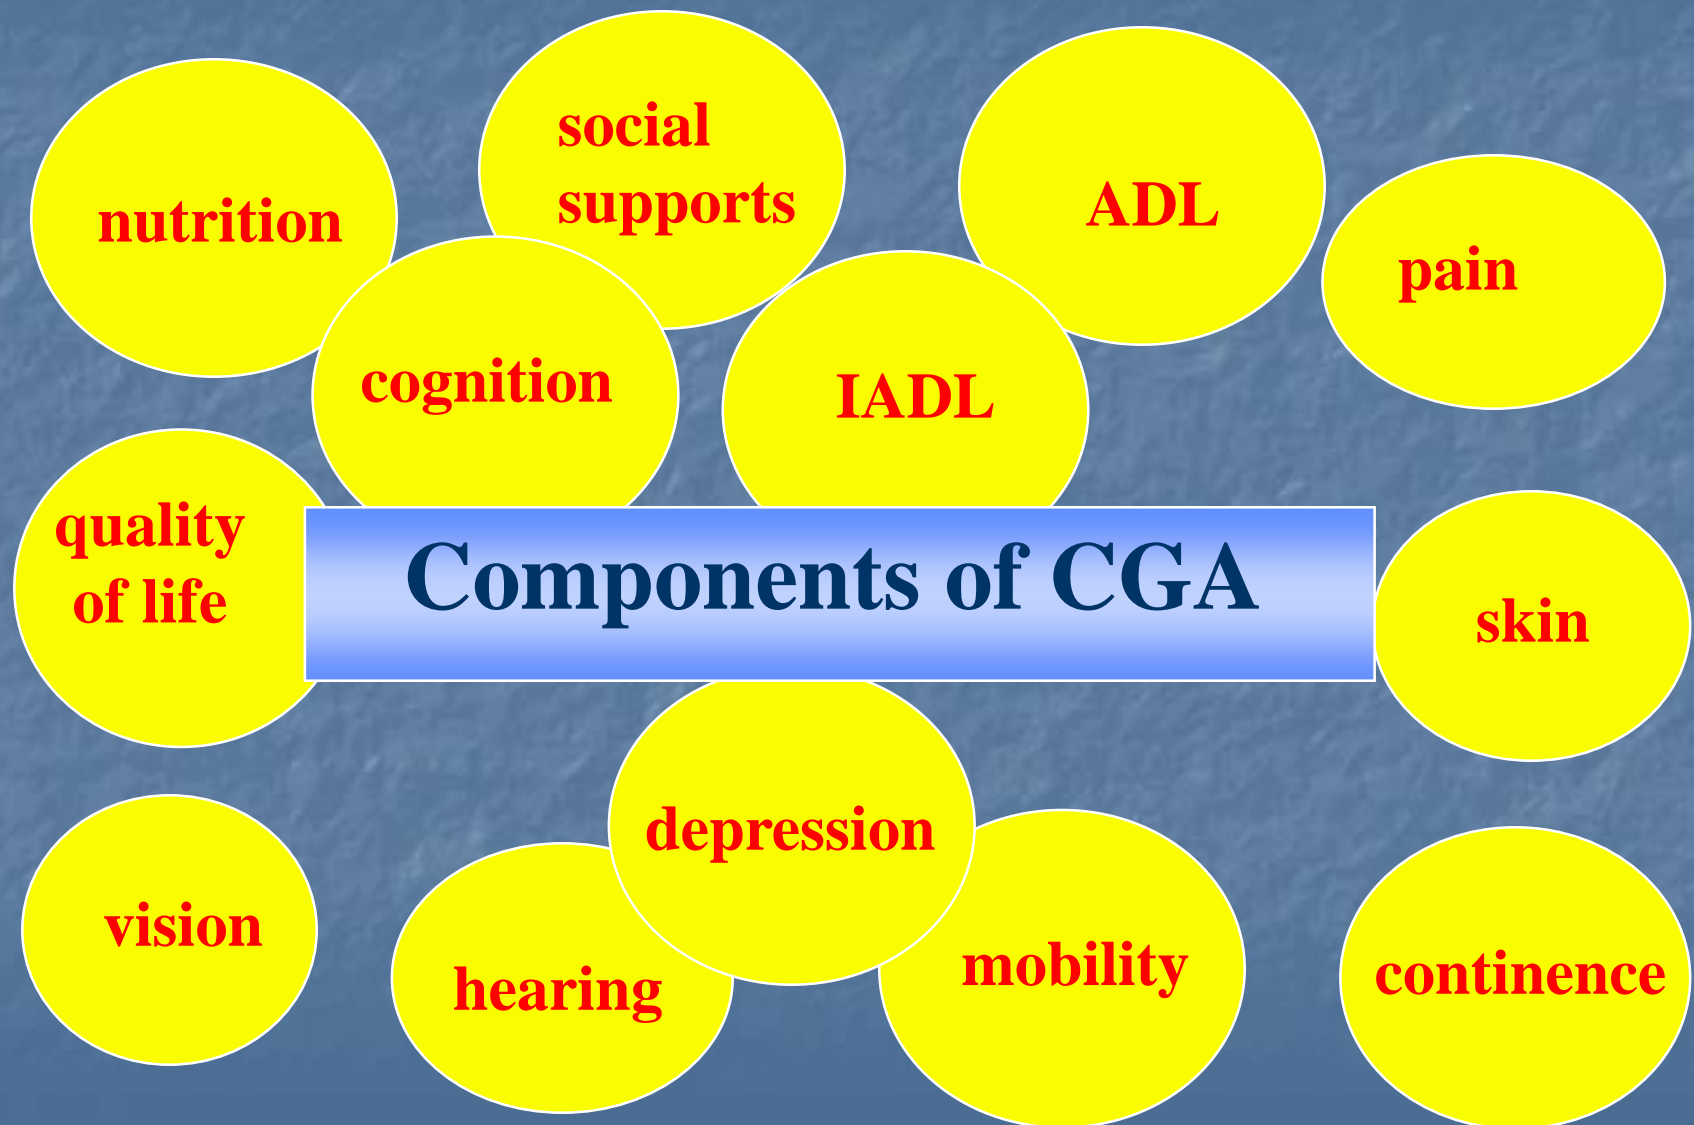 social
supports
ADL
nutrition
pain
cognition
IADL
quality
of life
Components of CGA
skin
depression
vision
mobility
hearing
continence